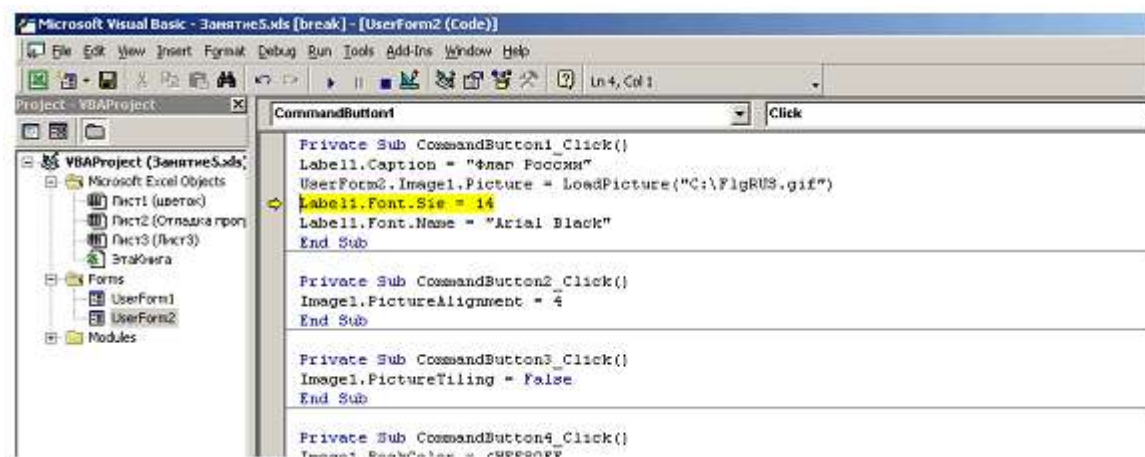 Microsoft Visual Basic - Занятие5.xls [break] - [UserForm2 (Code)]
File Edit View Insert Format Debug Run Tools Add-Ins Window Help
Ln 4, Col 1
Project - VBAProject
CommandButton1 Click
VBAProject (Занятие5.xls)
Microsoft Excel Objects
Лист1 (цветок)
Лист2 (Отладка прог
Лист3 (Лист3)
ЭтаКнига
Forms
UserForm1
UserForm2
Modules
Private Sub CommandButton1_Click()
Label1.Caption = "Флаг России"
UserForm2.Image1.Picture = LoadPicture("C:\FlgRUS.gif")
Label1.Font.Sie = 14
Label1.Font.Name = "Arial Black"
End Sub
Private Sub CommandButton2_Click()
Image1.PictureAlignment = 4
End Sub
Private Sub CommandButton3_Click()
Image1.PictureTiling = False
End Sub
Private Sub CommandButton4_Click()
Image1.BackColor =